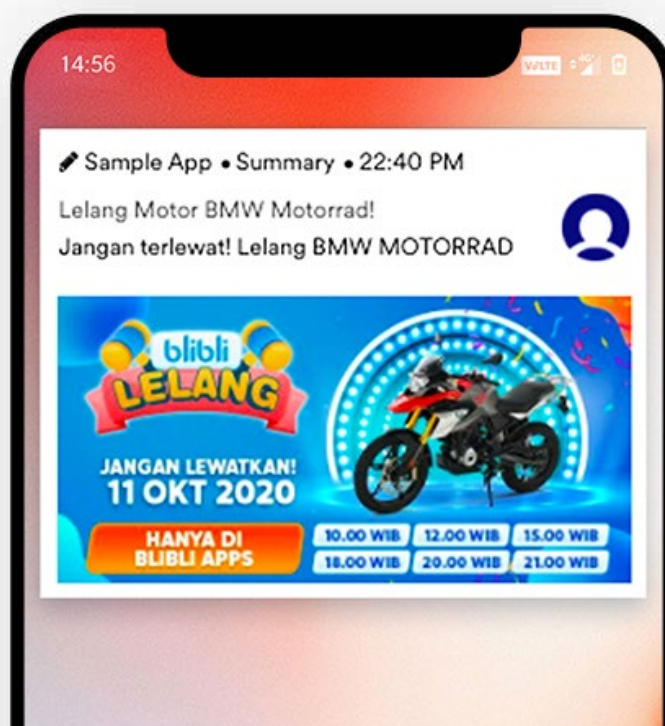 14:56
VoLTE 4G
Sample App • Summary • 22:40 PM
Lelang Motor BMW Motorrad!
Jangan terlewat! Lelang BMW MOTORRAD
blibli
LELANG
JANGAN LEWATKAN!
11 OKT 2020
HANYA DI
BLIBLI APPS
10.00 WIB 12.00 WIB 15.00 WIB
18.00 WIB 20.00 WIB 21.00 WIB